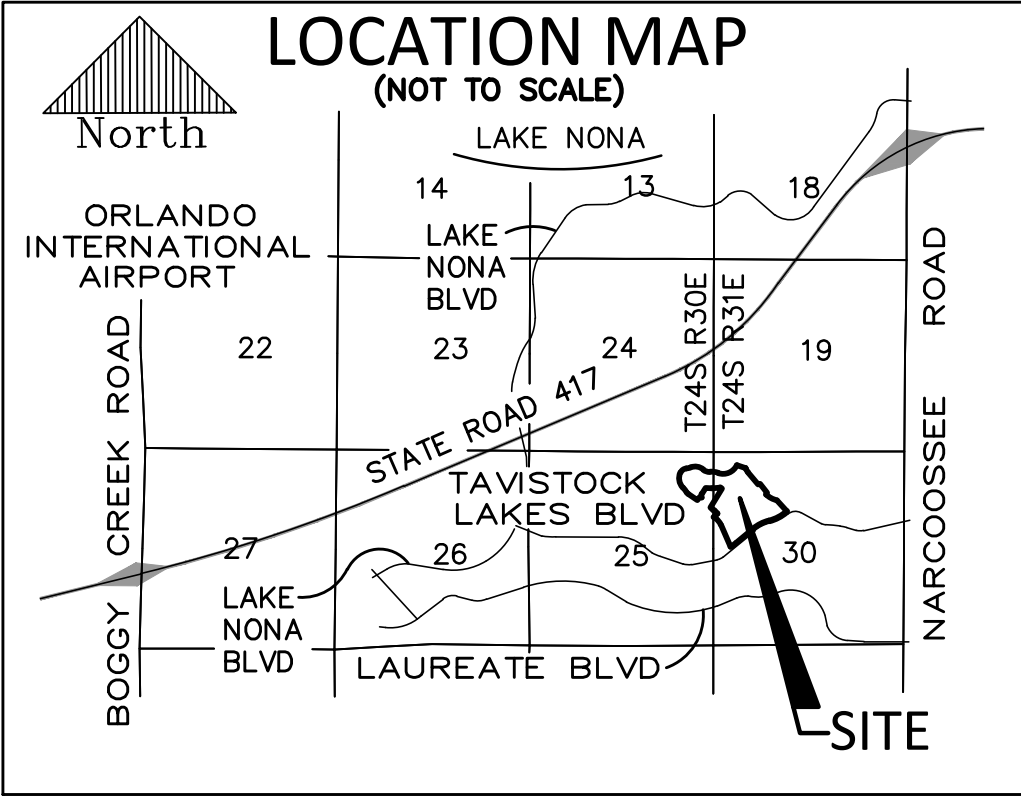 LOCATION MAP
(NOT TO SCALE)
North
LAKE NONA
14
13
18
ORLANDO
INTERNATIONAL
AIRPORT
LAKE
NONA
BLVD
22
23
24
19
T24S R30E
T24S R31E
BOGGY CREEK ROAD
NARCOOSSEE ROAD
STATE ROAD 417
TAVISTOCK
LAKES BLVD
27
26
25
30
LAKE
NONA
BLVD
LAUREATE BLVD
SITE